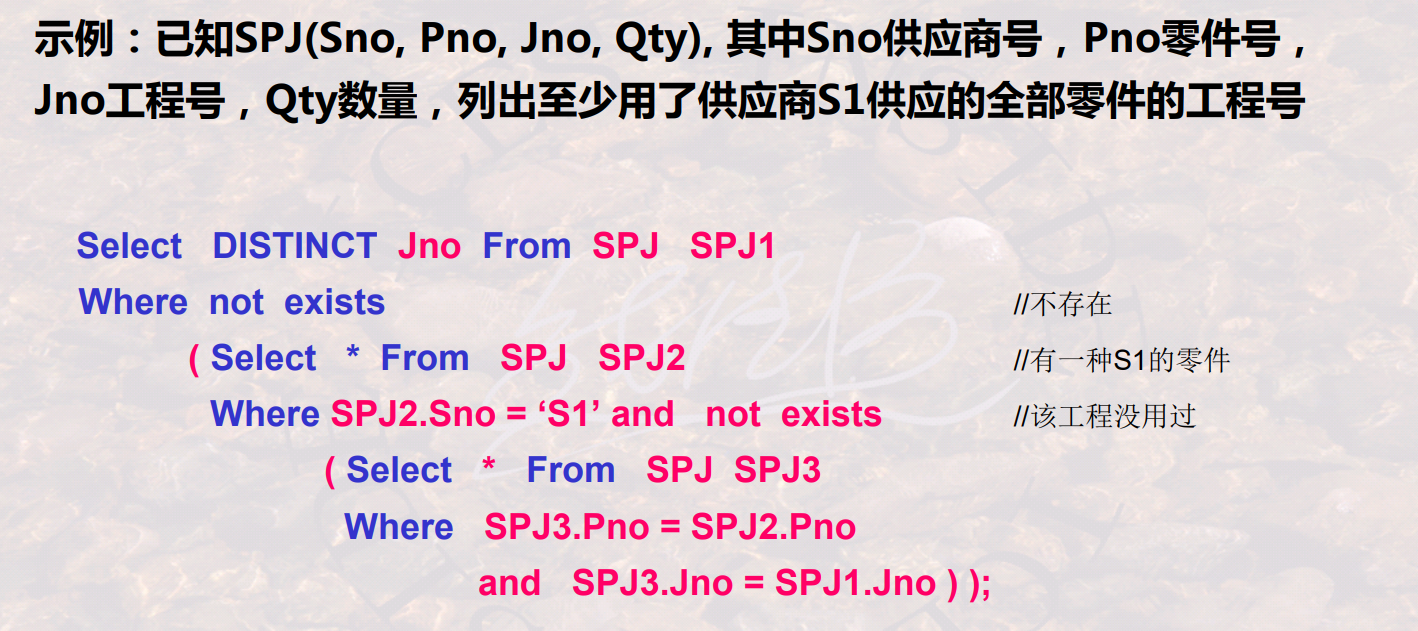 示例：已知SPJ(Sno, Pno, Jno, Qty), 其中Sno供应商号，Pno零件号，
Jno工程号，Qty数量，列出至少用了供应商S1供应的全部零件的工程号
Select DISTINCT Jno From SPJ SPJ1
Where not exists //不存在
( Select * From SPJ SPJ2 //有一种S1的零件
Where SPJ2.Sno = ‘S1’ and not exists //该工程没用过
( Select * From SPJ SPJ3
Where SPJ3.Pno = SPJ2.Pno
and SPJ3.Jno = SPJ1.Jno ) );